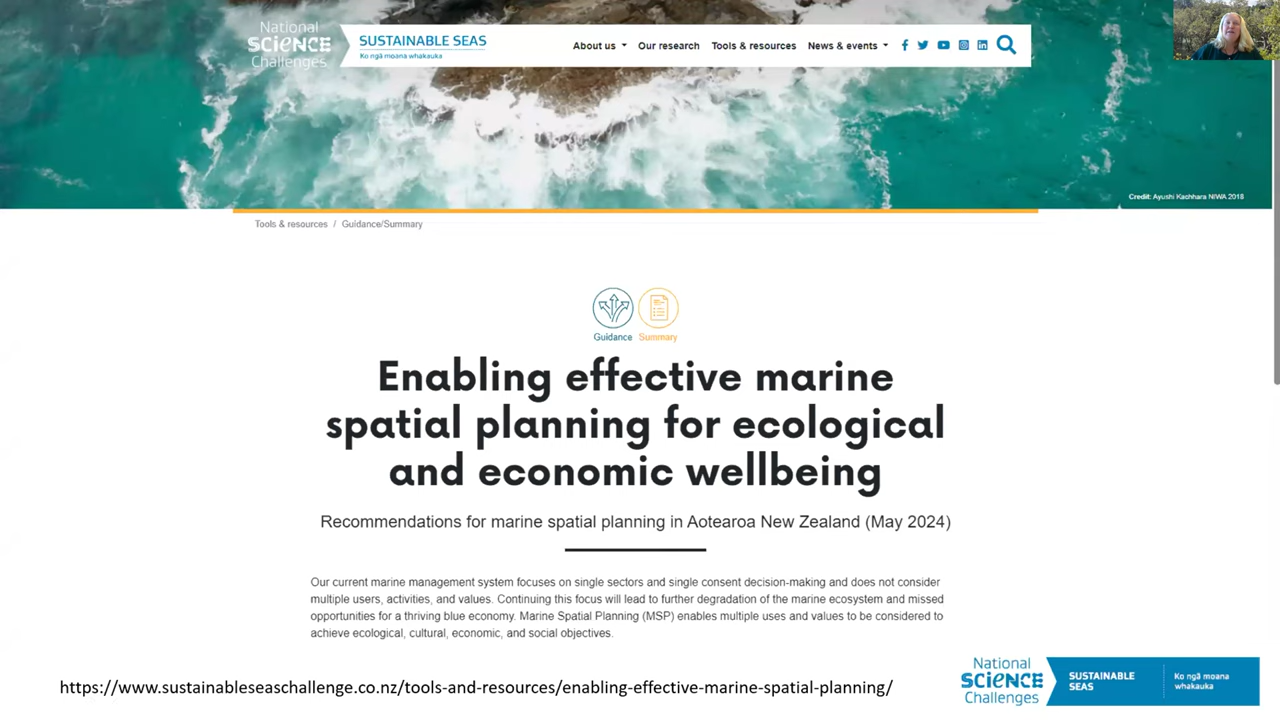 National
SCIENCE
Challenges
SUSTAINABLE SEAS
Ko ngā moana whakauka
About us
Our research
Tools & resources
News & events
Credit: Ayushi Kachhara NIWA 2018
Tools & resources / Guidance/Summary
Guidance
Summary
Enabling effective marine
spatial planning for ecological
and economic wellbeing
Recommendations for marine spatial planning in Aotearoa New Zealand (May 2024)
Our current marine management system focuses on single sectors and single consent decision-making and does not consider
multiple users, activities, and values. Continuing this focus will lead to further degradation of the marine ecosystem and missed
opportunities for a thriving blue economy. Marine Spatial Planning (MSP) enables multiple uses and values to be considered to
achieve ecological, cultural, economic, and social objectives.
https://www.sustainableseaschallenge.co.nz/tools-and-resources/enabling-effective-marine-spatial-planning/
National
SCIENCE
Challenges
SUSTAINABLE
SEAS
Ko ngā moana
whakauka